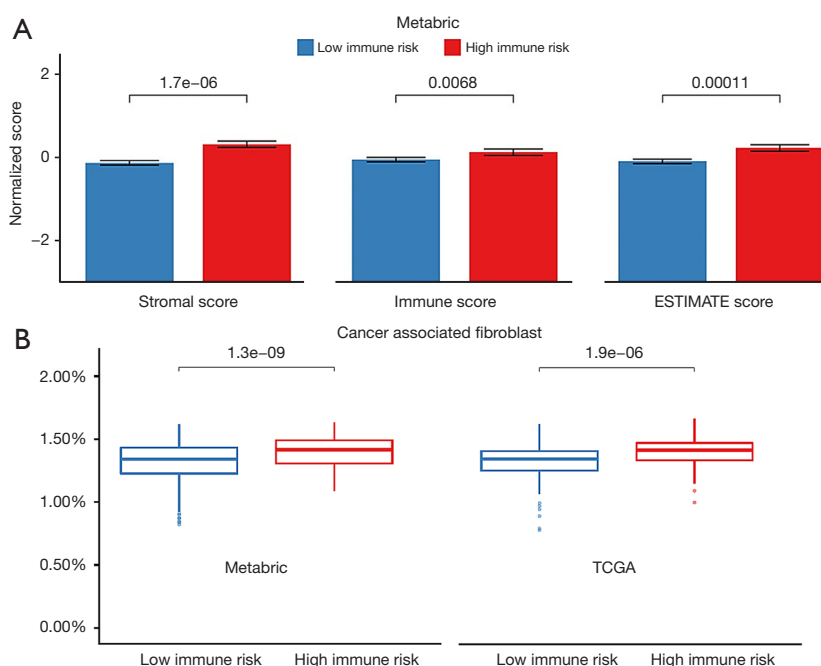 A
Metabric
Low immune risk High immune risk
Normalized score
2
0
−2
1.7e−06
0.0068
0.00011
Stromal score
Immune score
ESTIMATE score
B
Cancer associated fibroblast
2.00%
1.50%
1.00%
0.50%
0.00%
1.3e−09
1.9e−06
Metabric
TCGA
Low immune risk High immune risk Low immune risk High immune risk